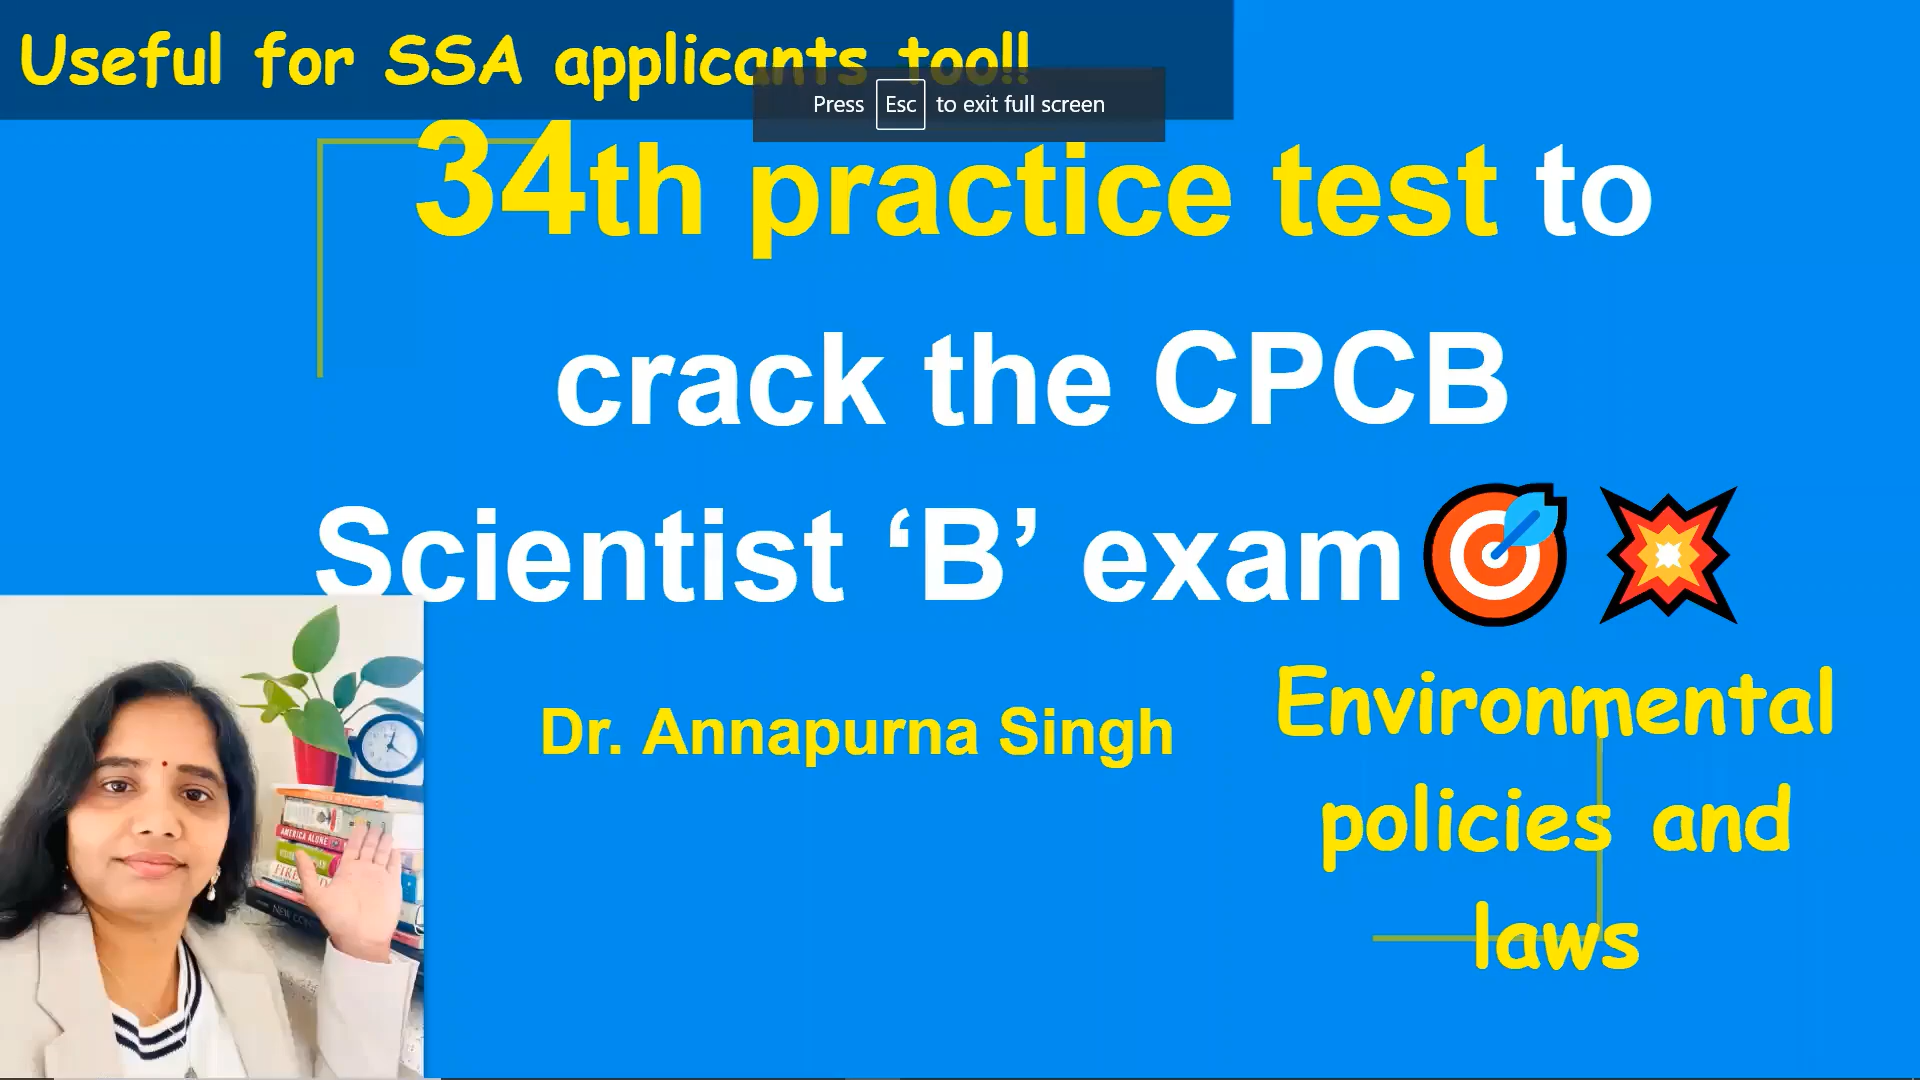 Useful for SSA applicants too!!
Press Esc to exit full screen
34th practice test to
crack the CPCB
Scientist ‘B’ exam
Dr. Annapurna Singh
Environmental
policies and
laws
AMERICA ALONE